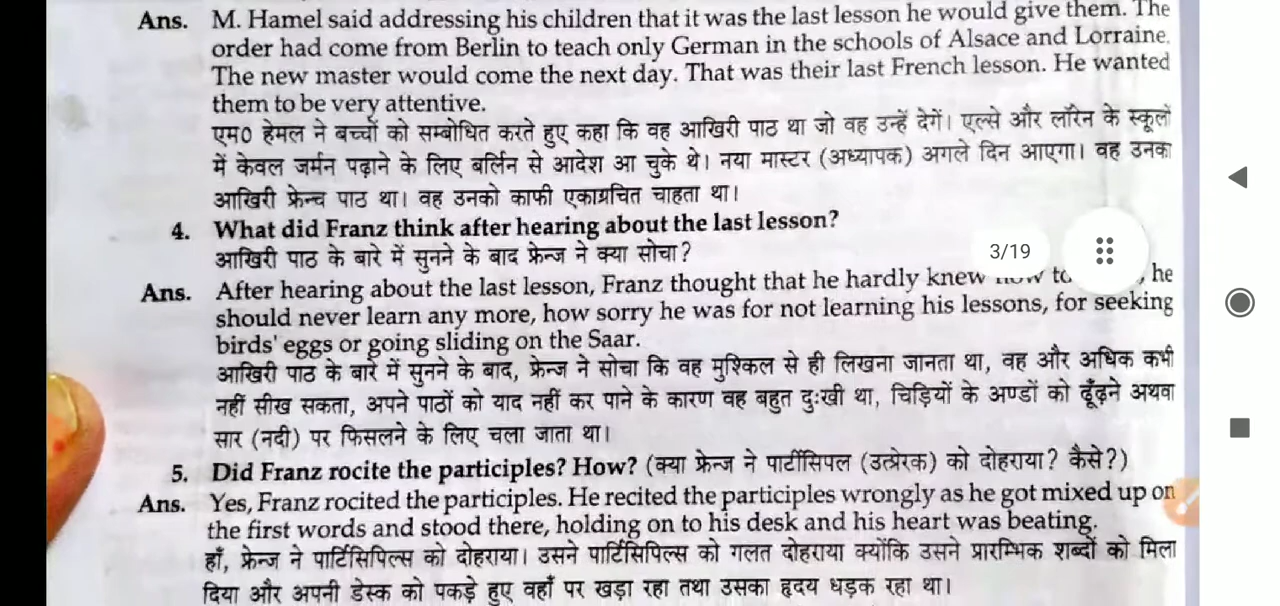 Ans. M. Hamel said addressing his children that it was the last lesson he would give them. The
order had come from Berlin to teach only German in the schools of Alsace and Lorraine.
The new master would come the next day. That was their last French lesson. He wanted
them to be very attentive.
एम0 हेमल ने बच्चों को सम्बोधित करते हुए कहा कि वह आखिरी पाठ था जो वह उन्हें देगें। एल्से और लॉरेन के स्कूलों
में केवल जर्मन पढ़ाने के लिए बर्लिन से आदेश आ चुके थे। नया मास्टर (अध्यापक) अगले दिन आएगा। वह उनका
आखिरी फ्रेन्च पाठ था। वह उनको काफी एकाग्रचित चाहता था।
4. What did Franz think after hearing about the last lesson?
आखिरी पाठ के बारे में सुनने के बाद फ्रेन्ज ने क्या सोचा?
3/19
Ans. After hearing about the last lesson, Franz thought that he hardly knew to he
should never learn any more, how sorry he was for not learning his lessons, for seeking
birds' eggs or going sliding on the Saar.
आखिरी पाठ के बारे में सुनने के बाद, फ्रेन्ज ने सोचा कि वह मुश्किल से ही लिखना जानता था, वह और अधिक कभी
नहीं सीख सकता, अपने पाठों को याद नहीं कर पाने के कारण वह बहुत दुःखी था, चिड़ियों के अण्डों को ढूँढ़ने अथवा
सार (नदी) पर फिसलने के लिए चला जाता था।
5. Did Franz rocite the participles? How? (क्या फ्रेन्ज ने पार्टीसिपल (उत्प्रेरक) को दोहराया? कैसे?)
Ans. Yes, Franz rocited the participles. He recited the participles wrongly as he got mixed up on
the first words and stood there, holding on to his desk and his heart was beating.
हाँ, फ्रेन्ज ने पार्टिसिपिल्स को दोहराया। उसने पार्टिसिपिल्स को गलत दोहराया क्योंकि उसने प्रारम्भिक शब्दों को मिला
दिया और अपनी डेस्क को पकड़े हुए वहाँ पर खड़ा रहा तथा उसका हृदय धड़क रहा था।